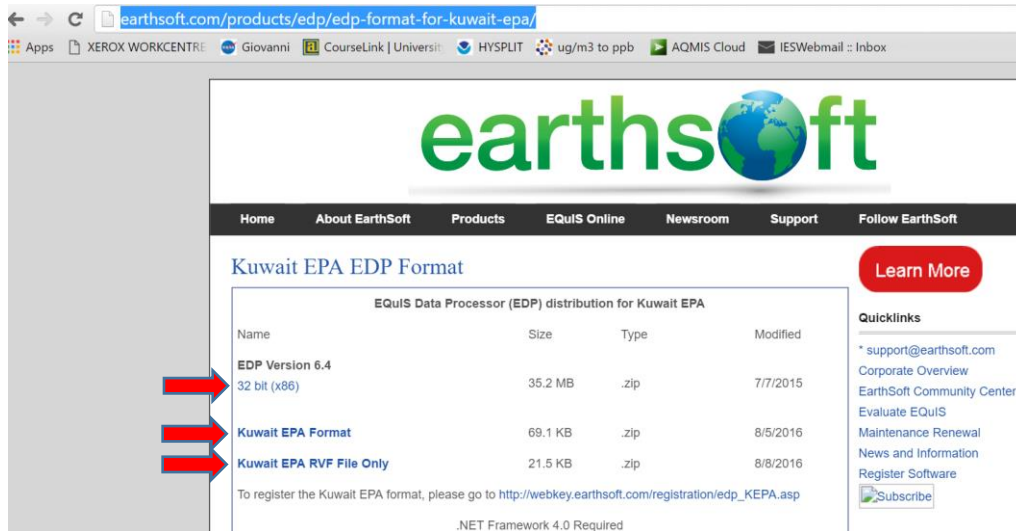 earthsoft.com/products/edp/edp-format-for-kuwait-epa/
Apps XEROX WORKCENTRE Giovanni CourseLink | Universit HYSPLIT ug/m3 to ppb AQMIS Cloud IESWebmail :: Inbox
earthsoft
Home About EarthSoft Products EQuIS Online Newsroom Support Follow EarthSoft
Kuwait EPA EDP Format
EQuIS Data Processor (EDP) distribution for Kuwait EPA
Name Size Type Modified
EDP Version 6.4
32 bit (x86) 35.2 MB .zip 7/7/2015
Kuwait EPA Format 69.1 KB .zip 8/5/2016
Kuwait EPA RVF File Only 21.5 KB .zip 8/8/2016
To register the Kuwait EPA format, please go to http://webkey.earthsoft.com/registration/edp_KEPA.asp
.NET Framework 4.0 Required
Learn More
Quicklinks
* support@earthsoft.com
Corporate Overview
EarthSoft Community Center
Evaluate EQuIS
Maintenance Renewal
News and Information
Register Software
Subscribe